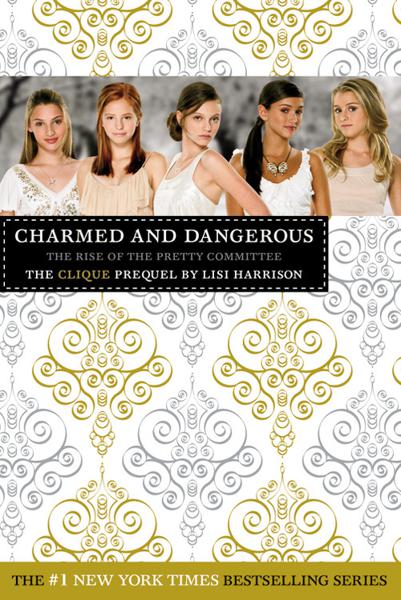 CHARMED AND DANGEROUS
THE RISE OF THE PRETTY COMMITTEE
THE CLIQUE PREQUEL BY LISI HARRISON
THE #1 NEW YORK TIMES BESTSELLING SERIES